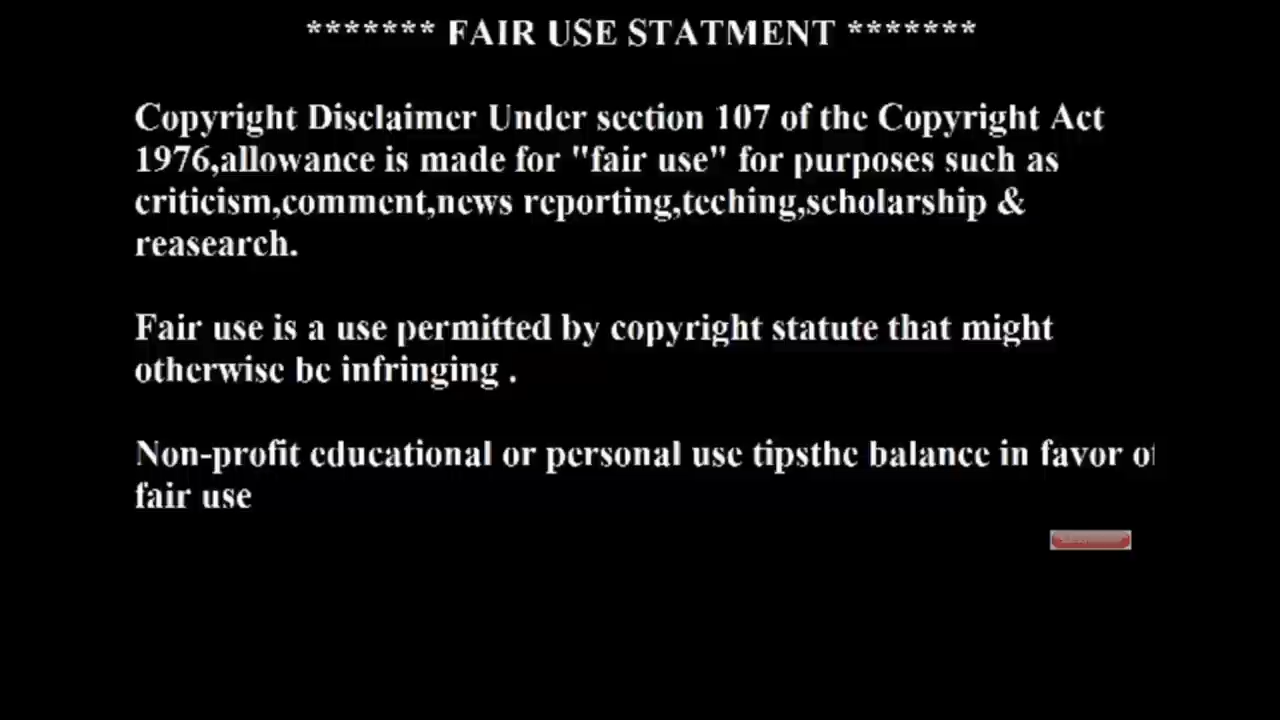 ******* FAIR USE STATMENT *******
Copyright Disclaimer Under section 107 of the Copyright Act
1976,allowance is made for "fair use" for purposes such as
criticism,comment,news reporting,teching,scholarship &
reasearch.
Fair use is a use permitted by copyright statute that might
otherwise be infringing .
Non-profit educational or personal use tipsthe balance in favor of
fair use